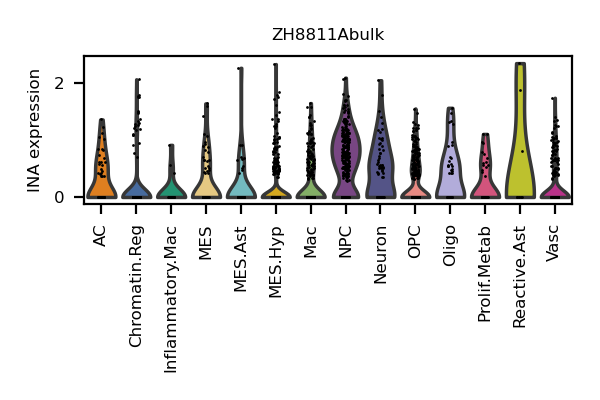 ZH8811Abulk
INA expression
2
0
AC
Chromatin.Reg
Inflammatory.Mac
MES
MES.Ast
MES.Hyp
Mac
NPC
Neuron
OPC
Oligo
Prolif.Metab
Reactive.Ast
Vasc